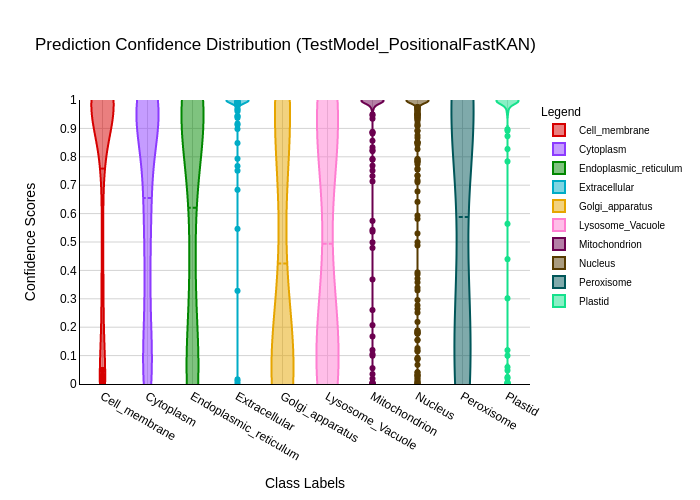 Prediction Confidence Distribution (TestModel_PositionalFastKAN)
Confidence Scores
1
0.9
0.8
0.7
0.6
0.5
0.4
0.3
0.2
0.1
0
Cell_membrane
Cytoplasm
Endoplasmic_reticulum
Extracellular
Golgi_apparatus
Lysosome_Vacuole
Mitochondrion
Nucleus
Peroxisome
Plastid
Class Labels
Legend
Cell_membrane
Cytoplasm
Endoplasmic_reticulum
Extracellular
Golgi_apparatus
Lysosome_Vacuole
Mitochondrion
Nucleus
Peroxisome
Plastid